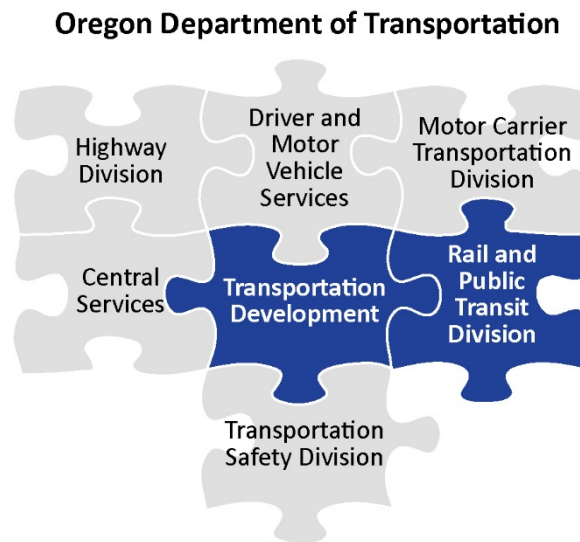 Oregon Department of Transportation
Highway
Division
Driver and
Motor
Vehicle
Services
Motor Carrier
Transportation
Division
Central
Services
Transportation
Development
Rail and
Public
Transit
Division
Transportation
Safety Division